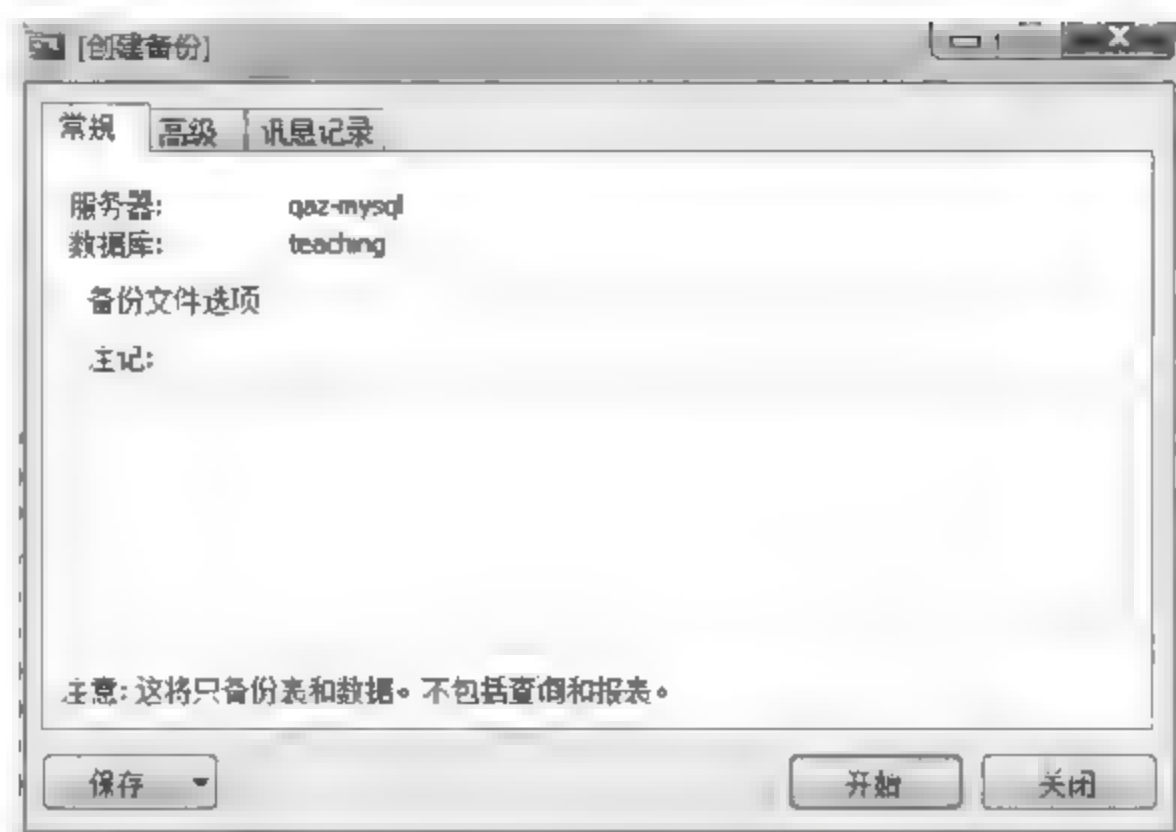 [创建备份]
常规 高级 讯息记录
服务器: qaz-mysql
数据库: teaching
备份文件选项
注记:
注意: 这将只备份表和数据。不包括查询和报表。
保存 开始 关闭